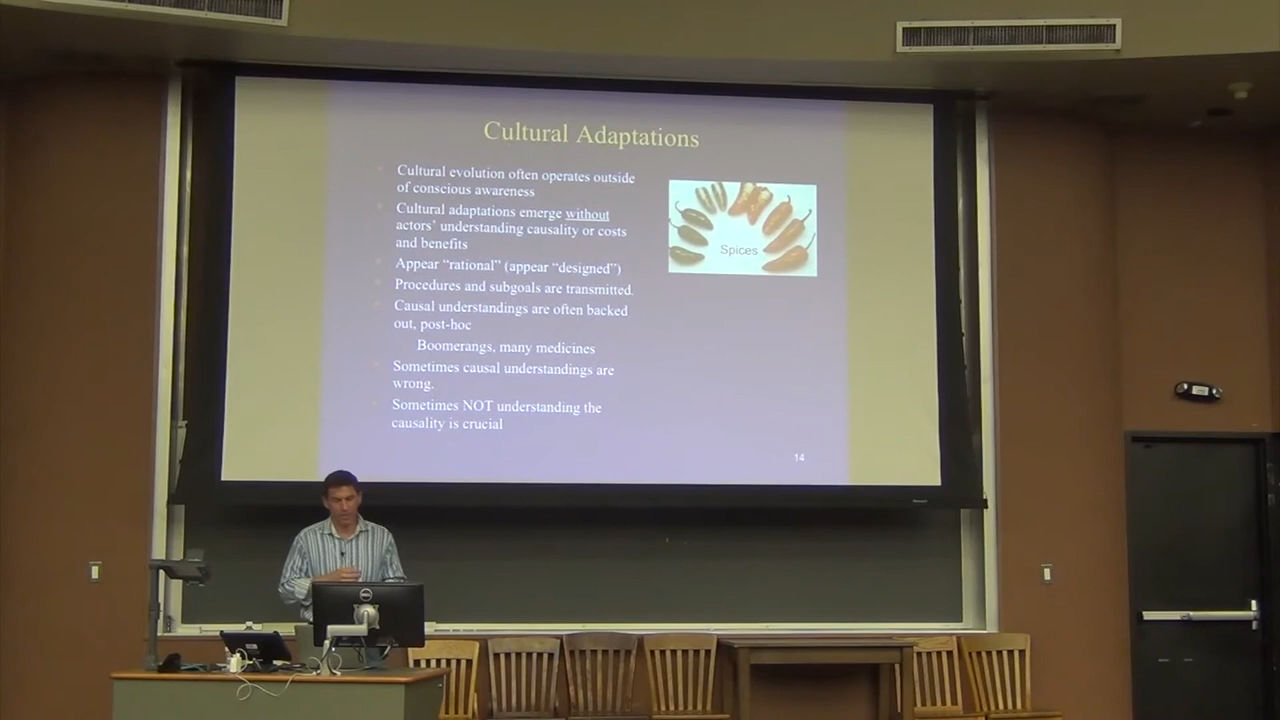 Cultural Adaptations
Cultural evolution often operates outside
of conscious awareness
Cultural adaptations emerge without
actors' understanding causality or costs
and benefits
Appear “rational” (appear “designed”)
Procedures and subgoals are transmitted.
Causal understandings are often backed
out, post-hoc
Boomerangs, many medicines
Sometimes causal understandings are
wrong.
Sometimes NOT understanding the
causality is crucial
Spices
14
DELL